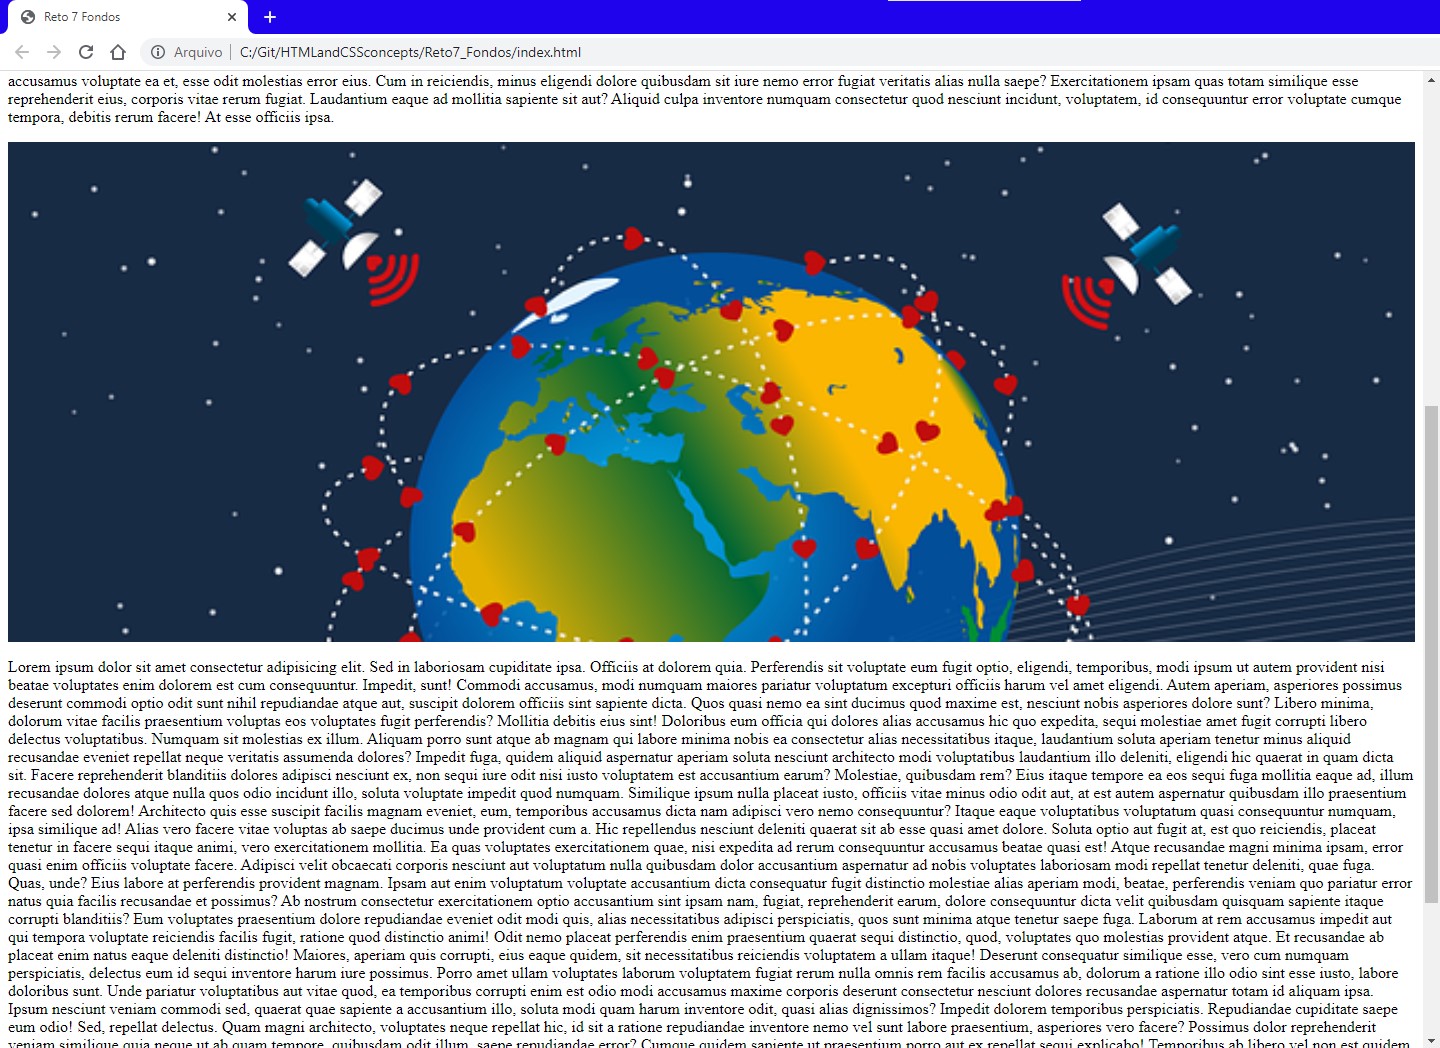 Reto 7 Fondos
Arquivo | C:/Git/HTMLandCSSconcepts/Reto7_Fondos/index.html
accusamus voluptate ea et, esse odit molestias error eius. Cum in reiciendis, minus eligendi dolore quibusdam sit iure nemo error fugiat veritatis alias nulla saepe? Exercitationem ipsam quas totam similique esse
reprehenderit eius, corporis vitae rerum fugiat. Laudantium eaque ad mollitia sapiente sit aut? Aliquid culpa inventore numquam consectetur quod nesciunt incidunt, voluptatem, id consequuntur error voluptate cumque
tempora, debitis rerum facere! At esse officiis ipsa.
Lorem ipsum dolor sit amet consectetur adipisicing elit. Sed in laboriosam cupiditate ipsa. Officiis at dolorem quia. Perferendis sit voluptate eum fugit optio, eligendi, temporibus, modi ipsum ut autem provident nisi
beatae voluptates enim dolorem est cum consequuntur. Impedit, sunt! Commodi accusamus, modi numquam maiores pariatur voluptatum excepturi officiis harum vel amet eligendi. Autem aperiam, asperiores possimus
deserunt commodi optio odit sunt nihil repudiandae atque aut, suscipit dolorem officiis sint sapiente dicta. Quos quasi nemo ea sint ducimus quod maxime est, nesciunt nobis asperiores dolore sunt? Libero minima,
dolorum vitae facilis praesentium voluptas eos voluptates fugit perferendis? Mollitia debitis eius sint! Doloribus eum officia qui dolores alias accusamus hic quo expedita, sequi molestiae amet fugit corrupti libero
delectus voluptatibus. Numquam sit molestias ex illum. Aliquam porro sunt atque ab magnam qui labore minima nobis ea consectetur alias necessitatibus itaque, laudantium soluta aperiam tenetur minus aliquid
recusandae eveniet repellat neque veritatis assumenda dolores? Impedit fuga, quidem aliquid aspernatur aperiam soluta nesciunt architecto modi voluptatibus laudantium illo deleniti, eligendi hic quaerat in quam dicta
sit. Facere reprehenderit blanditiis dolores adipisci nesciunt ex, non sequi iure odit nisi iusto voluptatem est accusantium earum? Molestiae, quibusdam rem? Eius itaque tempore ea eos sequi fuga mollitia eaque ad, illum
recusandae dolores atque nulla quos odio incidunt illo, soluta voluptate impedit quod numquam. Similique ipsum nulla placeat iusto, officiis vitae minus odio odit aut, at est autem aspernatur quibusdam illo praesentium
facere sed dolorem! Architecto quis esse suscipit facilis magnam eveniet, eum, temporibus accusamus dicta nam adipisci vero nemo consequuntur? Itaque eaque voluptatibus voluptatum quasi consequuntur numquam,
ipsa similique ad! Alias vero facere vitae voluptas ab saepe ducimus unde provident cum a. Hic repellendus nesciunt deleniti quaerat sit ab esse quasi amet dolore. Soluta optio aut fugit at, est quo reiciendis, placeat
tenetur in facere sequi itaque animi, vero exercitationem mollitia. Ea quas voluptates exercitationem quae, nisi expedita ad rerum consequuntur accusamus beatae quasi est! Atque recusandae magni minima ipsam, error
quasi enim officiis voluptate facere. Adipisci velit obcaecati corporis nesciunt aut voluptatum nulla quibusdam dolor accusantium aspernatur ad nobis voluptates laboriosam modi repellat tenetur deleniti, quae fuga.
Quas, unde? Eius labore at perferendis provident magnam. Ipsam aut enim voluptatum voluptate accusantium dicta consequatur fugit distinctio molestiae alias aperiam modi, beatae, perferendis veniam quo pariatur error
natus quia facilis recusandae et possimus? Ab nostrum consectetur exercitationem optio accusantium sint ipsam nam, fugiat, reprehenderit earum, dolore consequuntur dicta velit quibusdam quisquam sapiente itaque
corrupti blanditiis? Eum voluptates praesentium dolore repudiandae eveniet odit modi quis, alias necessitatibus adipisci perspiciatis, quos sunt minima atque tenetur saepe fuga. Laborum at rem accusamus impedit aut
qui tempora voluptate reiciendis facilis fugit, ratione quod distinctio animi! Odit nemo placeat perferendis enim praesentium quaerat sequi distinctio, quod, voluptates quo molestias provident atque. Et recusandae ab
placeat enim natus eaque deleniti distinctio! Maiores, aperiam quis corrupti, eius eaque quidem, sit necessitatibus reiciendis voluptatem a ullam itaque! Deserunt consequatur similique esse, vero cum numquam
perspiciatis, delectus eum id sequi inventore harum iure possimus. Porro amet ullam voluptates laborum voluptatem fugiat rerum nulla omnis rem facilis accusamus ab, dolorum a ratione illo odio sint esse iusto, labore
doloribus sunt. Unde pariatur voluptatibus aut vitae quod, ea temporibus corrupti enim est odio modi accusamus maxime corporis deserunt consectetur nesciunt dolores recusandae aspernatur totam id aliquam ipsa.
Ipsum nesciunt veniam commodi sed, quaerat quae sapiente a accusantium illo, soluta modi quam harum inventore odit, quasi alias dignissimos? Impedit dolorem temporibus perspiciatis. Repudiandae cupiditate saepe
eum odio! Sed, repellat delectus. Quam magni architecto, voluptates neque repellat hic, id sit a ratione repudiandae inventore nemo vel sunt labore praesentium, asperiores vero facere? Possimus dolor reprehenderit
veniam similique quia neque ut ab quam tempore, quibusdam odit illum, saepe repudiandae error? Cumque quidem sapiente ut praesentium porro aut ex repellat sequi explicabo! Temporibus ab libero vel non est quidem